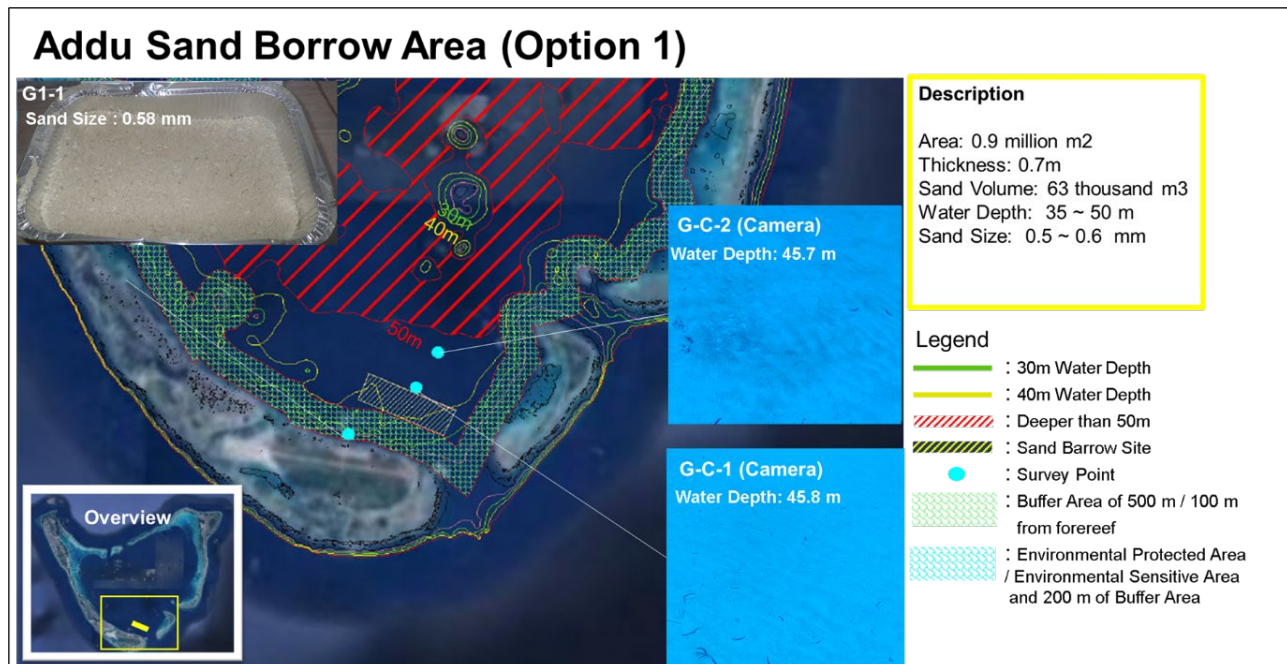 Addu Sand Borrow Area (Option 1)
G1-1
Sand Size : 0.58 mm
30m
40m
50m
G-C-2 (Camera)
Water Depth: 45.7 m
G-C-1 (Camera)
Water Depth: 45.8 m
Overview
Description
Area: 0.9 million m2
Thickness: 0.7m
Sand Volume: 63 thousand m3
Water Depth: 35 ~ 50 m
Sand Size: 0.5 ~ 0.6 mm
Legend
: 30m Water Depth
: 40m Water Depth
: Deeper than 50m
: Sand Barrow Site
: Survey Point
: Buffer Area of 500 m / 100 m
from forereef
: Environmental Protected Area
/ Environmental Sensitive Area
and 200 m of Buffer Area